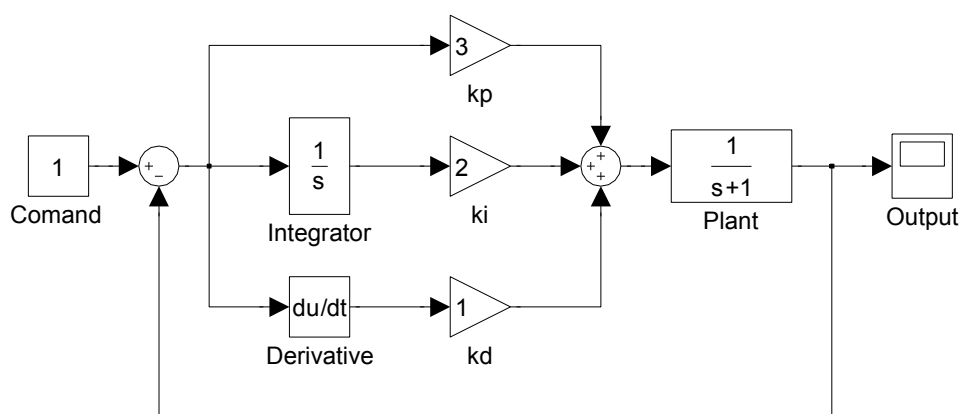 3
kp
1
Comand
+
−
1
s
Integrator
2
ki
+
+
+
1
s+1
Plant
Output
du/dt
Derivative
1
kd